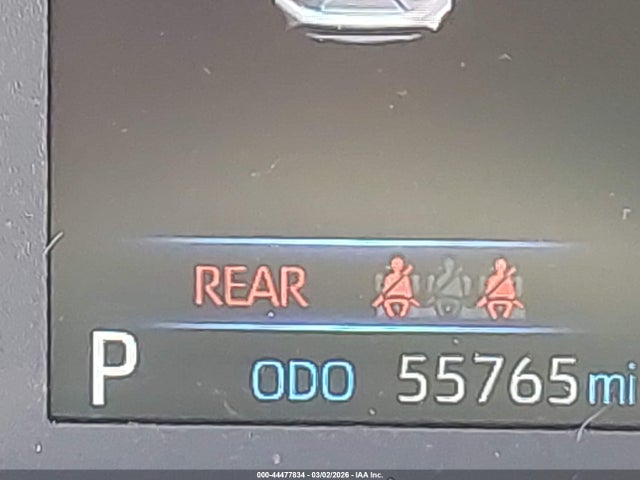 REAR
P ODO 55765 mi
000-44477834 - 03/02/2026 - IAA Inc.